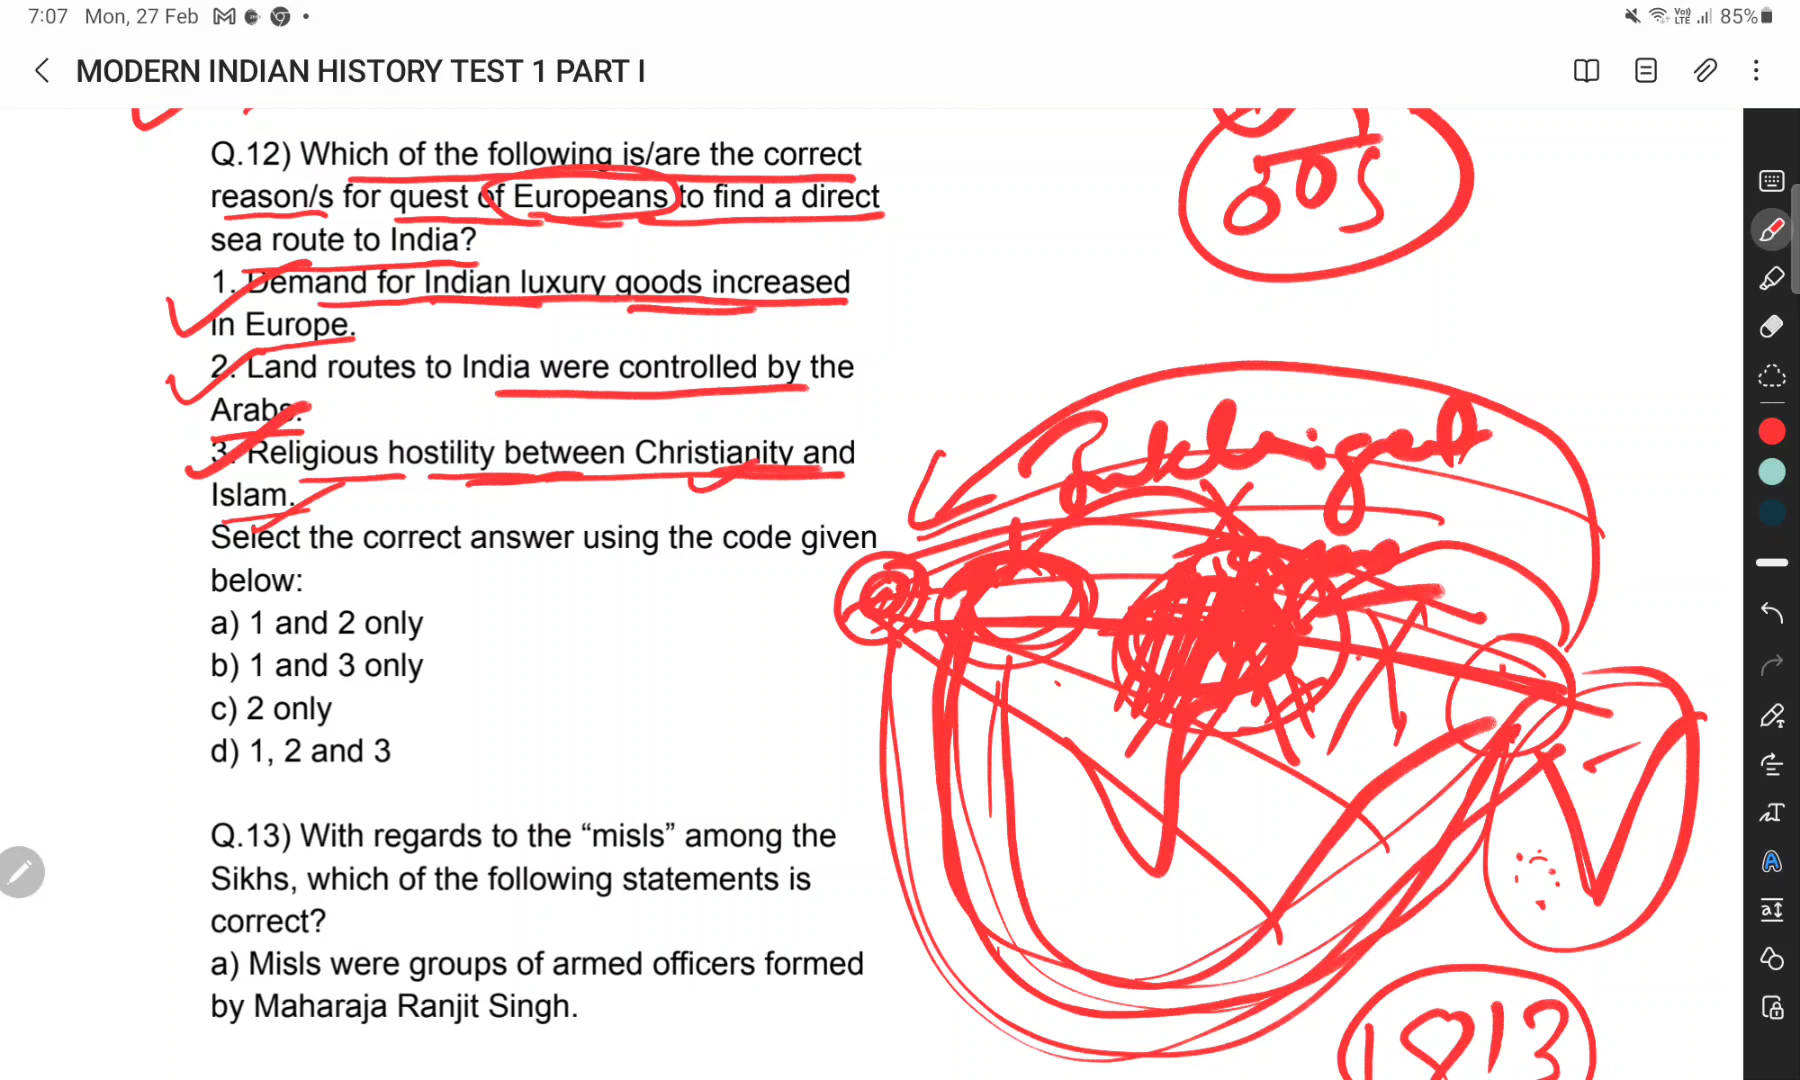 7:07 Mon, 27 Feb
85%
MODERN INDIAN HISTORY TEST 1 PART I
Q.12) Which of the following is/are the correct
reason/s for quest of Europeans to find a direct
sea route to India?
1. Demand for Indian luxury goods increased
in Europe.
2. Land routes to India were controlled by the
Arabs.
3. Religious hostility between Christianity and
Islam.
Select the correct answer using the code given
below:
a) 1 and 2 only
b) 1 and 3 only
c) 2 only
d) 1, 2 and 3
Q.13) With regards to the “misls” among the
Sikhs, which of the following statements is
correct?
a) Misls were groups of armed officers formed
by Maharaja Ranjit Singh.
1813